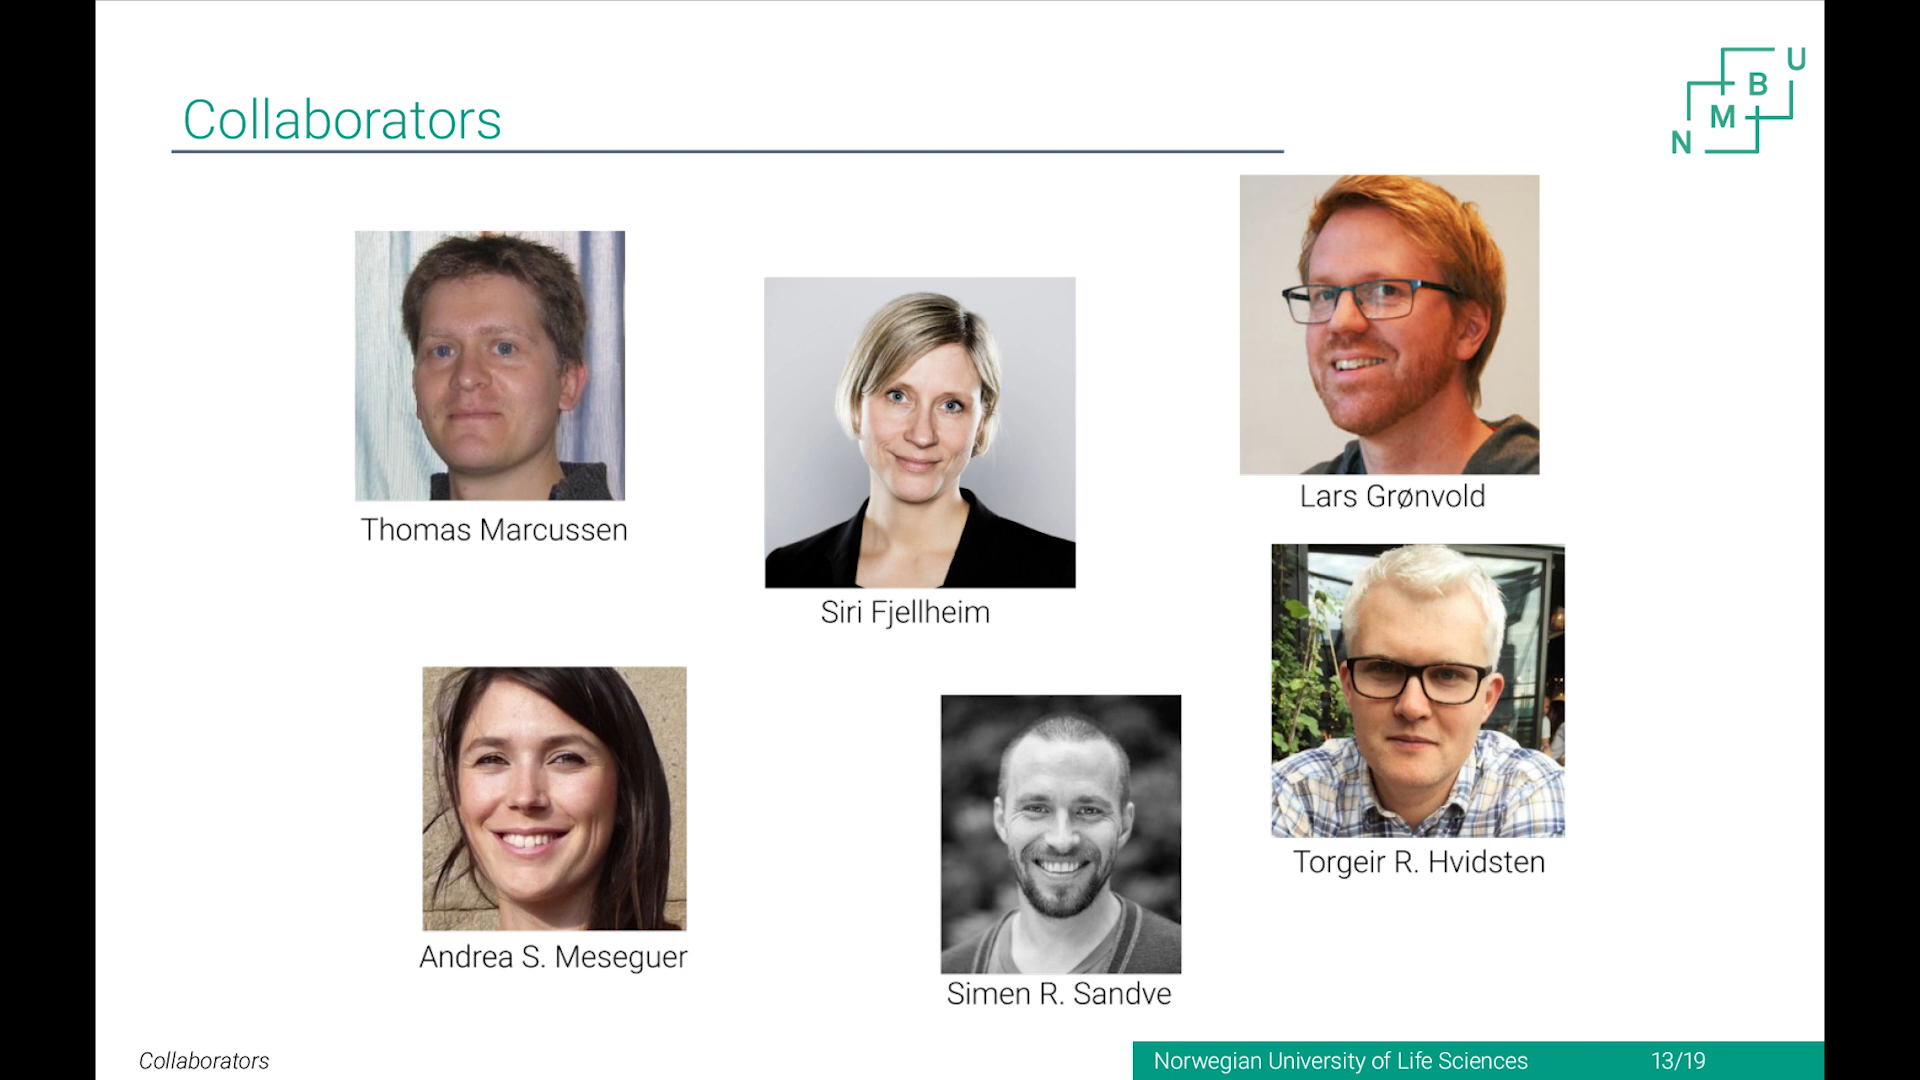 Collaborators
N M B U
Thomas Marcussen
Siri Fjellheim
Lars Grønvold
Andrea S. Meseguer
Simen R. Sandve
Torgeir R. Hvidsten
Collaborators
Norwegian University of Life Sciences
13/19